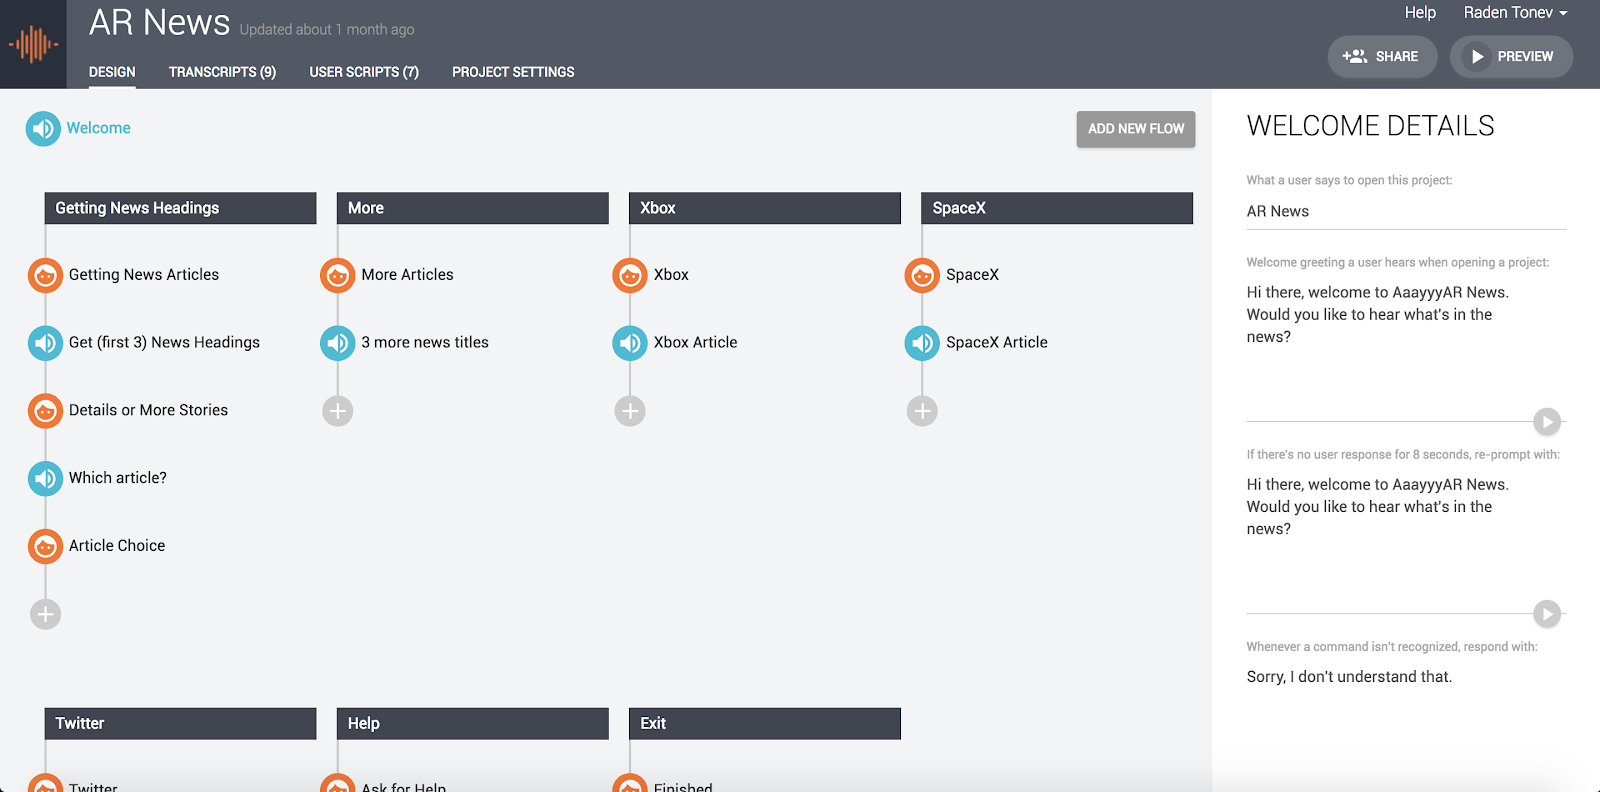 AR News Updated about 1 month ago
Help Raden Tonev
SHARE PREVIEW
DESIGN TRANSCRIPTS (9) USER SCRIPTS (7) PROJECT SETTINGS
Welcome
ADD NEW FLOW
Getting News Headings
Getting News Articles
Get (first 3) News Headings
Details or More Stories
Which article?
Article Choice
More
More Articles
3 more news titles
Xbox
Xbox
Xbox Article
SpaceX
SpaceX
SpaceX Article
Twitter
Twitter
Help
Ask for Help
Exit
Finished
WELCOME DETAILS
What a user says to open this project:
AR News
Welcome greeting a user hears when opening a project:
Hi there, welcome to AaayyyAR News.
Would you like to hear what's in the
news?
If there's no user response for 8 seconds, re-prompt with:
Hi there, welcome to AaayyyAR News.
Would you like to hear what's in the
news?
Whenever a command isn't recognized, respond with:
Sorry, I don't understand that.